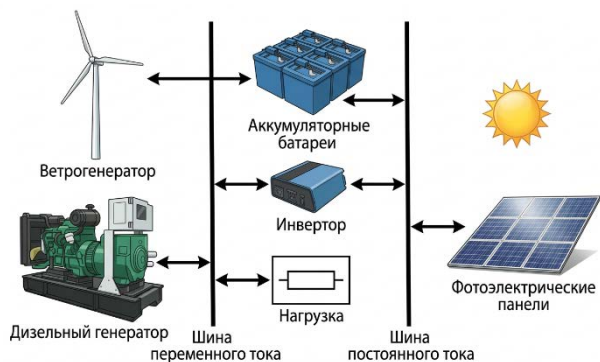 Ветрогенератор
Аккумуляторные
батареи
Инвертор
Дизельный генератор
Нагрузка
Фотоэлектрические
панели
Шина
переменного тока
Шина
постоянного тока